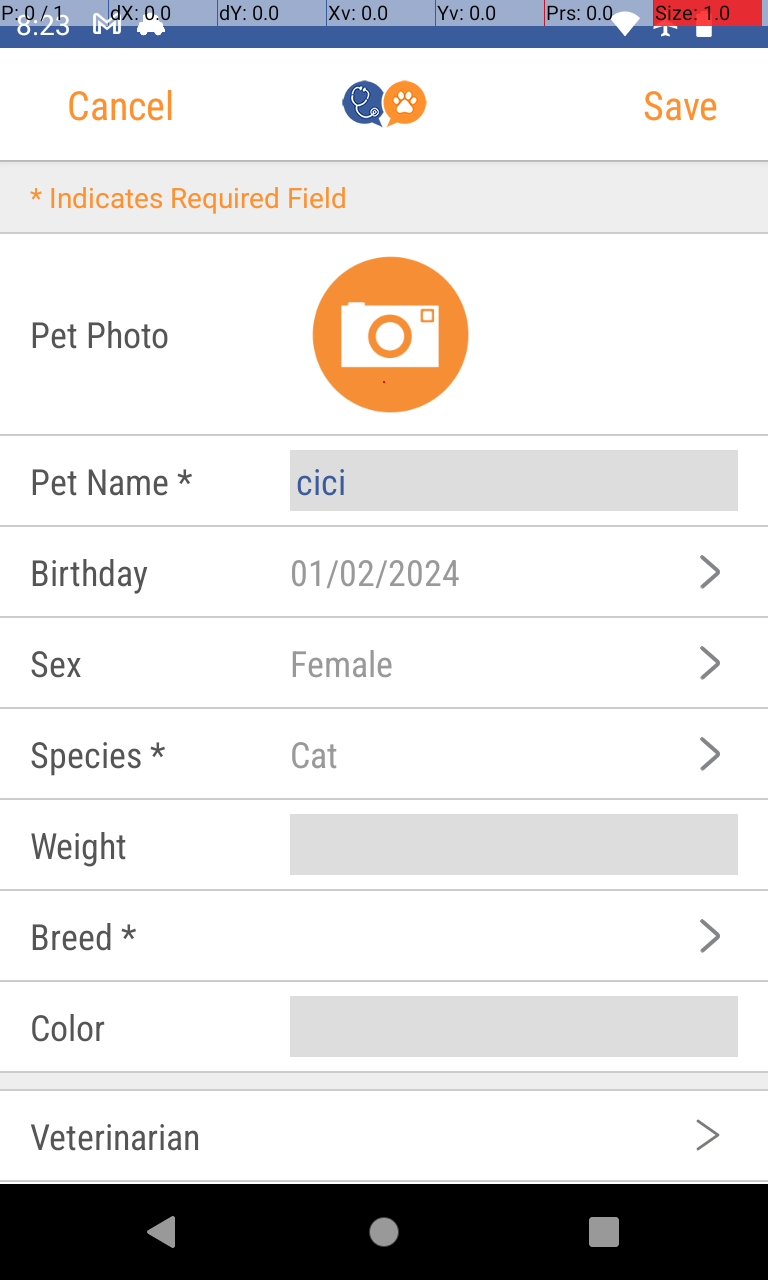 P: 0 / 1 dX: 0.0 dY: 0.0 Xv: 0.0 Yv: 0.0 Prs: 0.0 Size: 1.0
8:23
Cancel Save
* Indicates Required Field
Pet Photo
Pet Name * cici
Birthday 01/02/2024
Sex Female
Species * Cat
Weight
Breed *
Color
Veterinarian